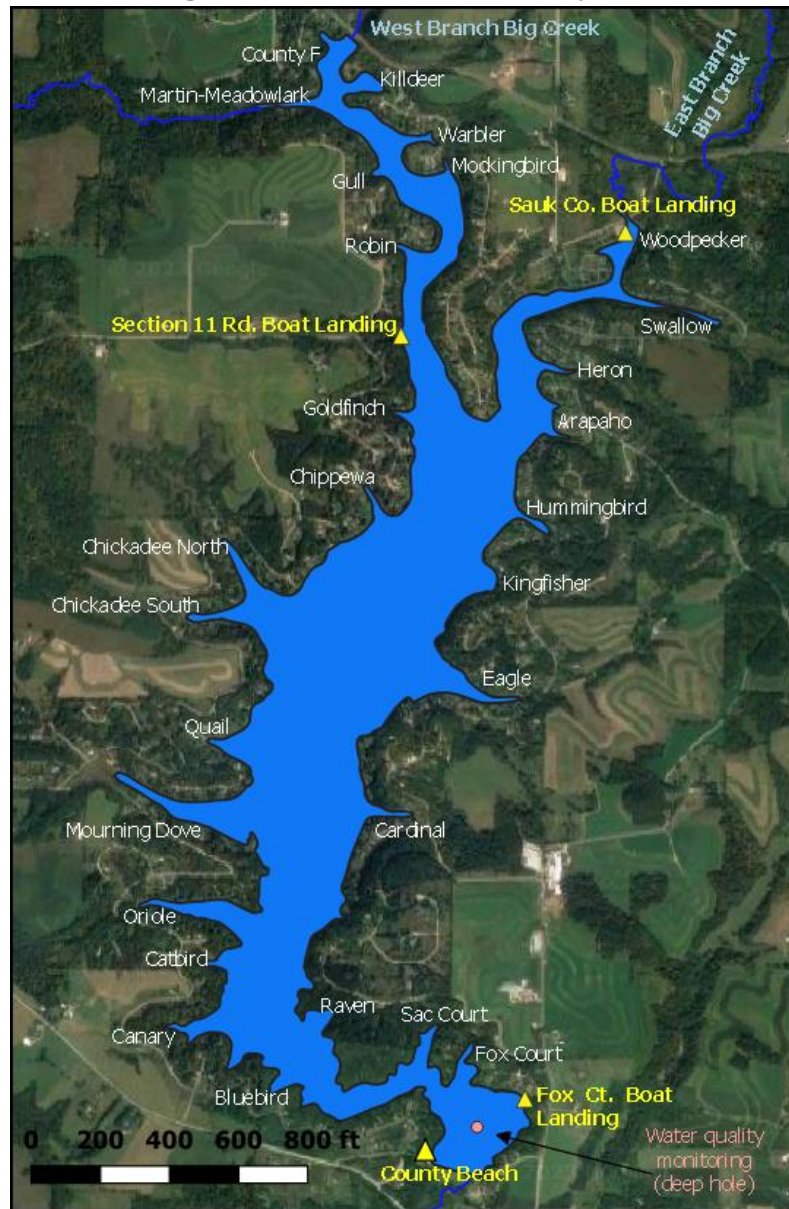 West Branch Big Creek
County F
Killdeer
Martin-Meadowlark
East Branch
Big Creek
Warbler
Mockingbird
Gull
Sauk Co. Boat Landing
Woodpecker
Robin
Section 11 Rd. Boat Landing
Swallow
Heron
Goldfinch
Arapaho
Chippewa
Hummingbird
Chickadee North
Kingfisher
Chickadee South
Eagle
Quail
Mourning Dove
Cardinal
Oriole
Catbird
Raven
Sac Court
Canary
Fox Court
Bluebird
Fox Ct. Boat
Landing
0 200 400 600 800 ft
Water quality
monitoring
(deep hole)
County Beach